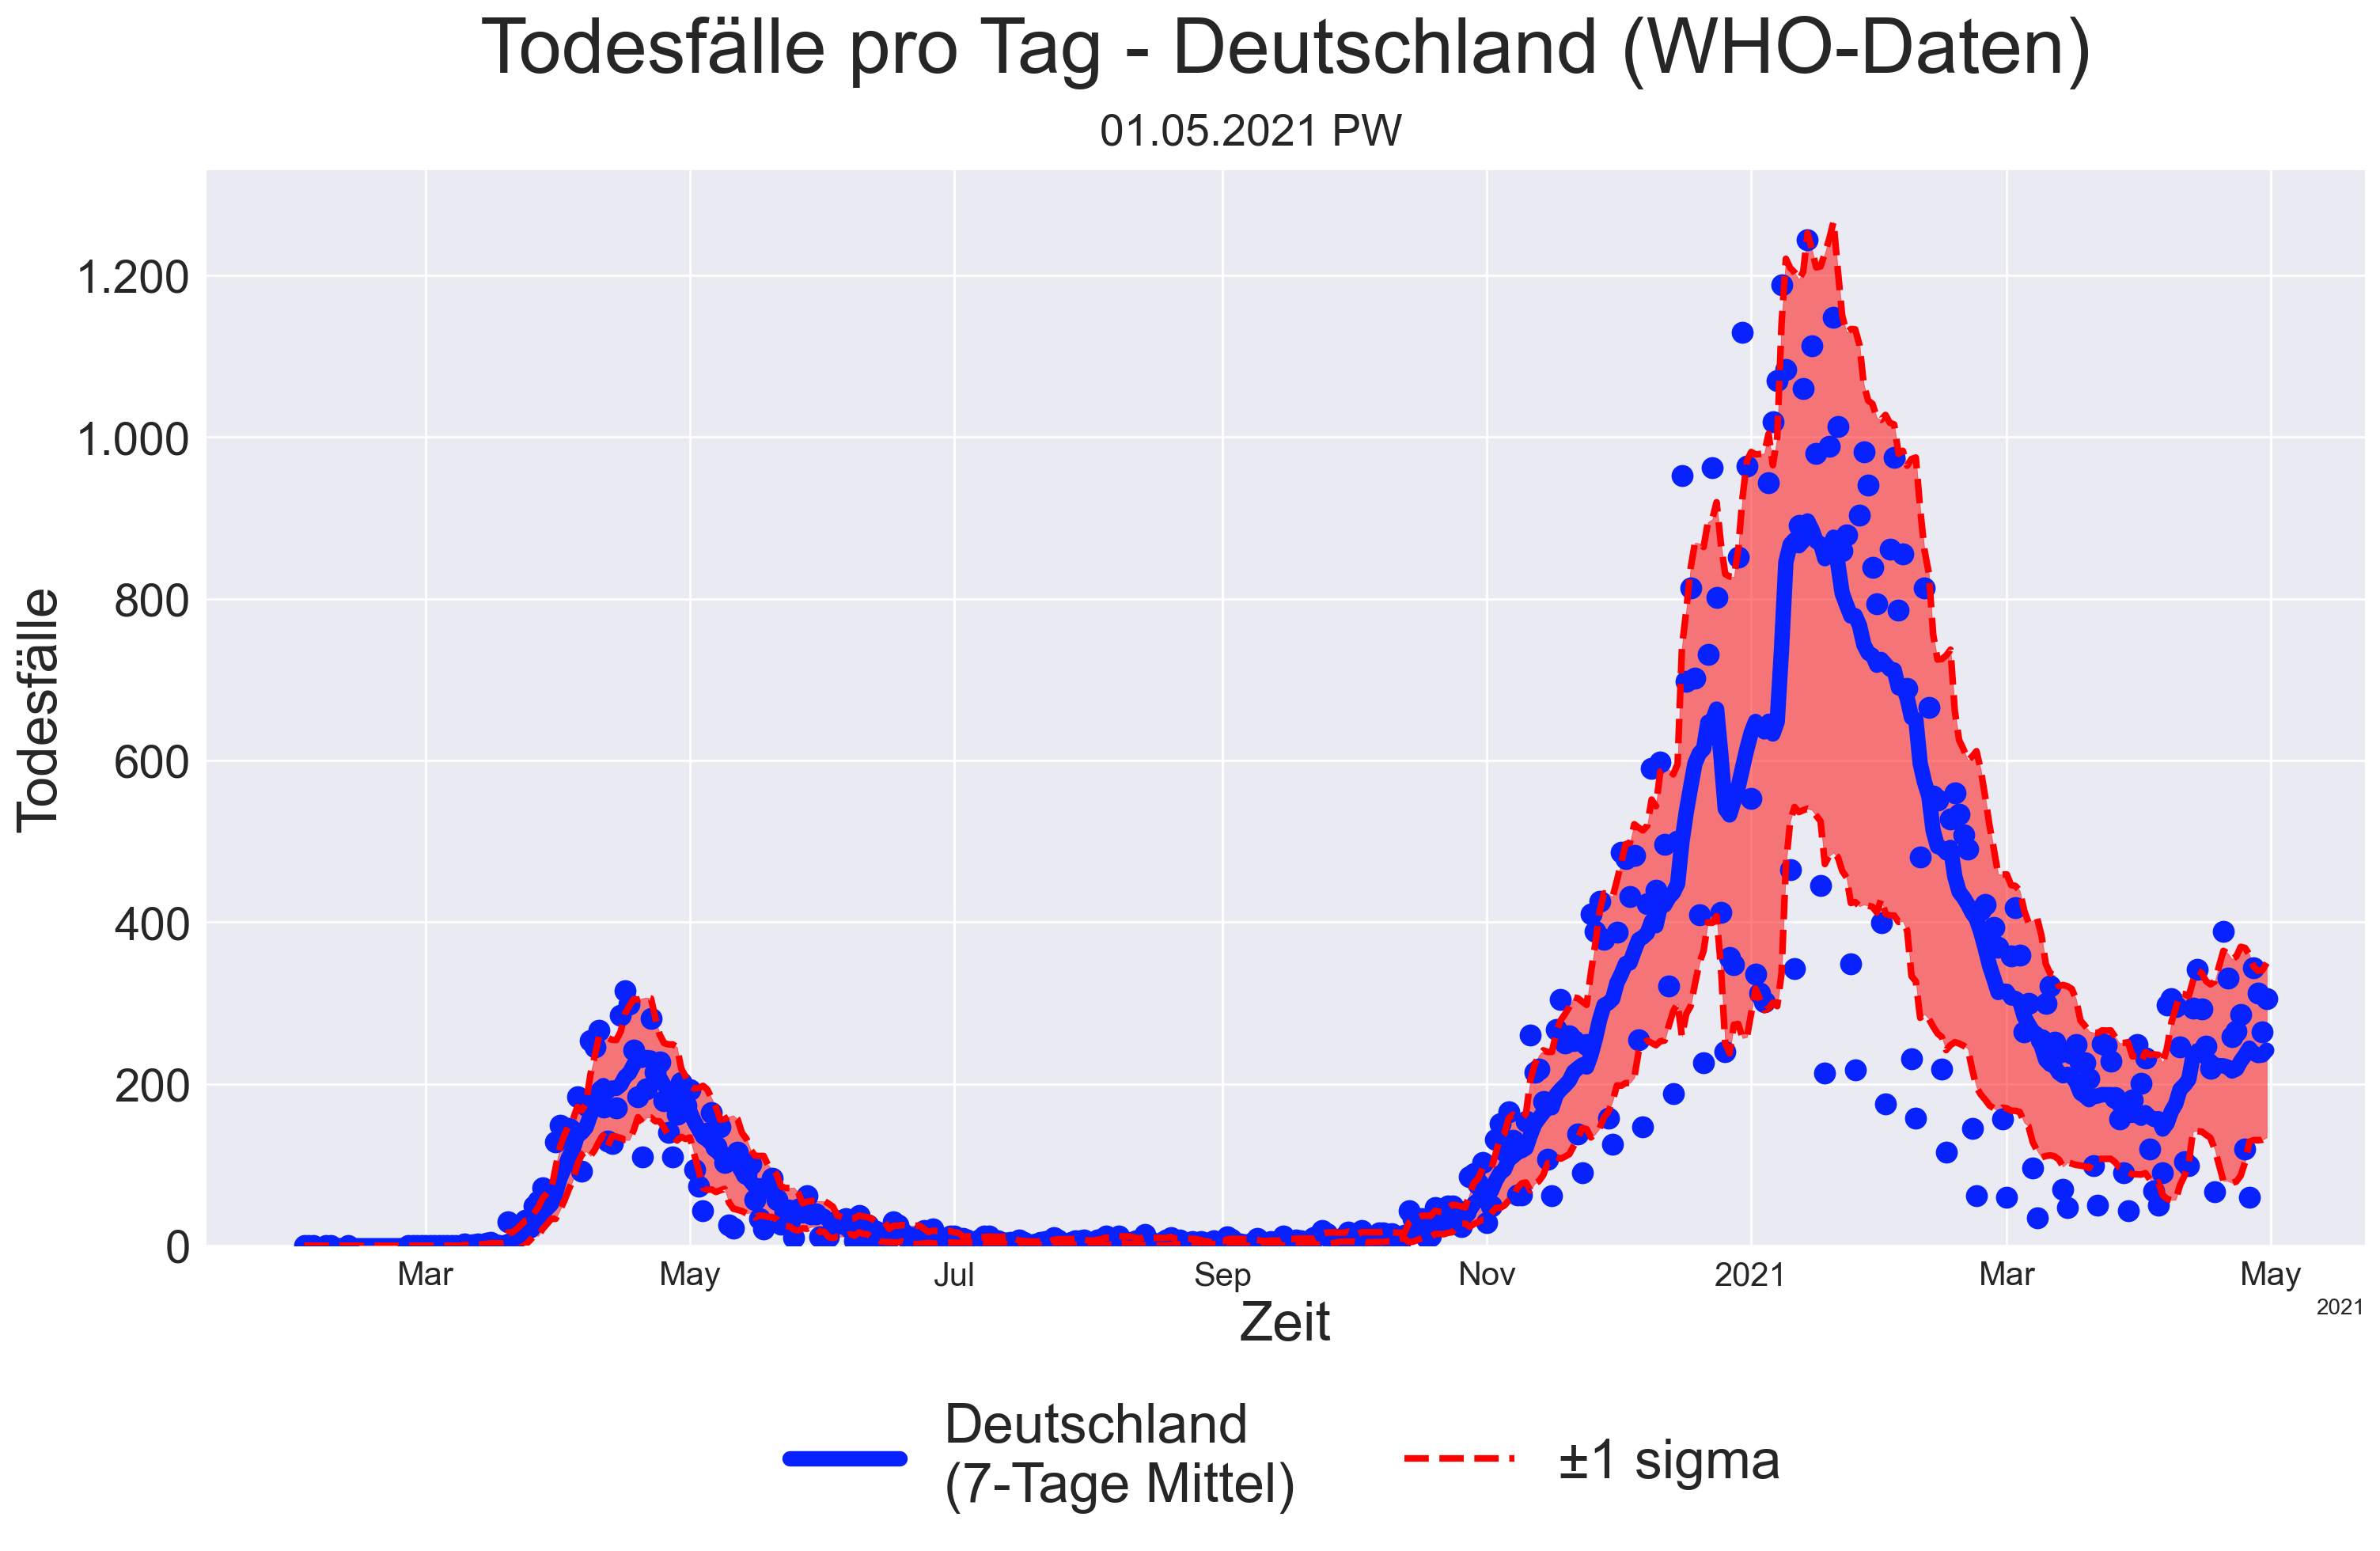 Todesfälle pro Tag - Deutschland (WHO-Daten)
01.05.2021 PW
1.200
1.000
800
600
400
200
0
Todesfälle
Mar
May
Jul
Sep
Nov
2021
Mar
May
2021
Zeit
Deutschland
(7-Tage Mittel)
±1 sigma